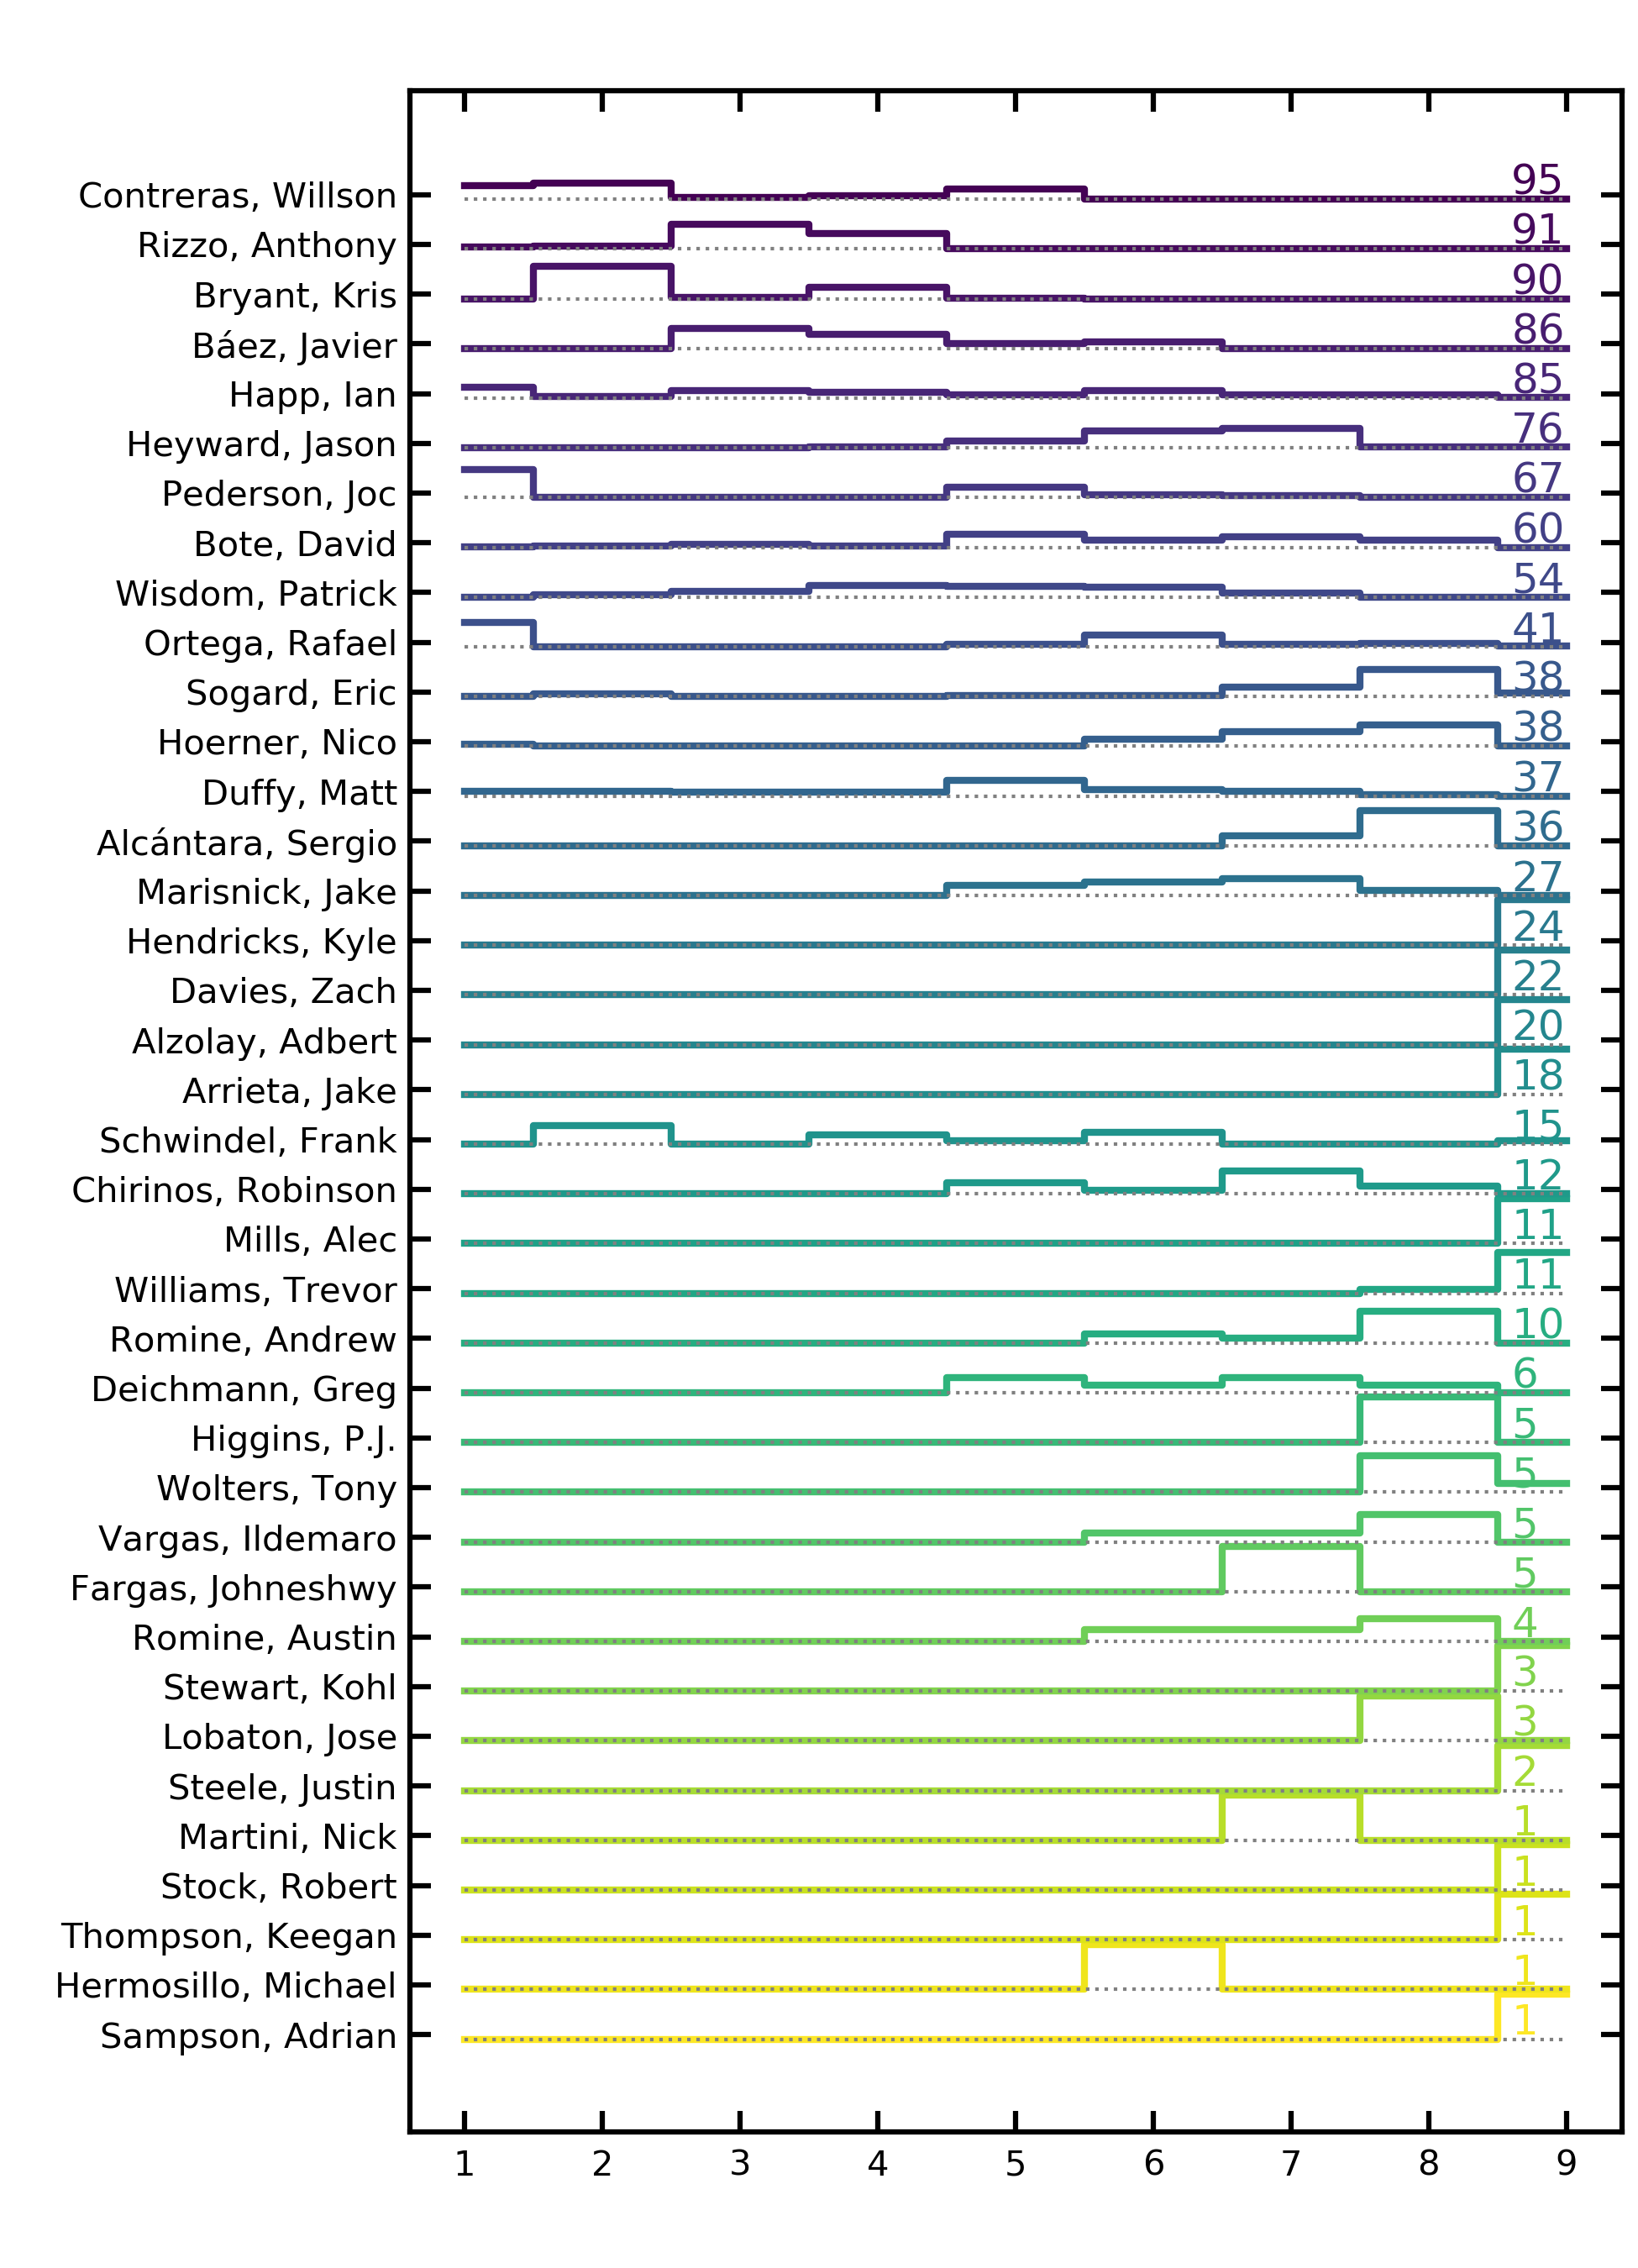 Contreras, Willson 95
Rizzo, Anthony 91
Bryant, Kris 90
Báez, Javier 86
Happ, Ian 85
Heyward, Jason 76
Pederson, Joc 67
Bote, David 60
Wisdom, Patrick 54
Ortega, Rafael 41
Sogard, Eric 38
Hoerner, Nico 38
Duffy, Matt 37
Alcántara, Sergio 36
Marisnick, Jake 27
Hendricks, Kyle 24
Davies, Zach 22
Alzolay, Adbert 20
Arrieta, Jake 18
Schwindel, Frank 15
Chirinos, Robinson 12
Mills, Alec 11
Williams, Trevor 11
Romine, Andrew 10
Deichmann, Greg 6
Higgins, P.J. 5
Wolters, Tony 5
Vargas, Ildemaro 5
Fargas, Johneshwy 5
Romine, Austin 4
Stewart, Kohl 3
Lobaton, Jose 3
Steele, Justin 2
Martini, Nick 1
Stock, Robert 1
Thompson, Keegan 1
Hermosillo, Michael 1
Sampson, Adrian 1
1 2 3 4 5 6 7 8 9